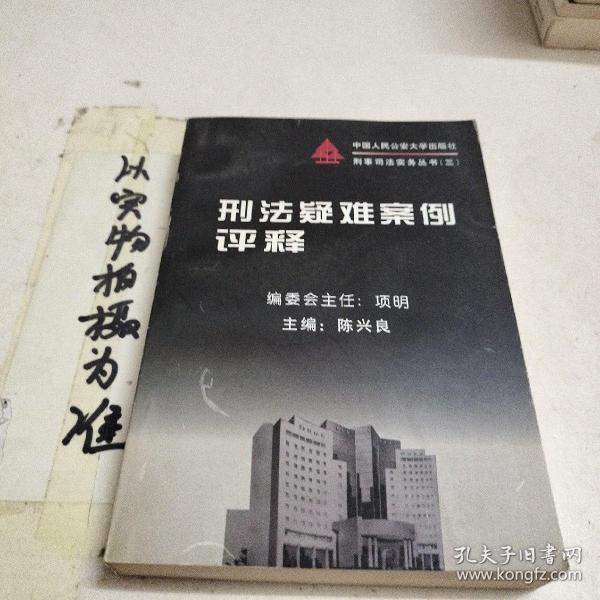 中国人民公安大学出版社
刑事司法实务丛书（三）
刑法疑难案例
评释
编委会主任：项明
主编：陈兴良
以实物拍摄为准
孔夫子旧书网
www.kongfz.com